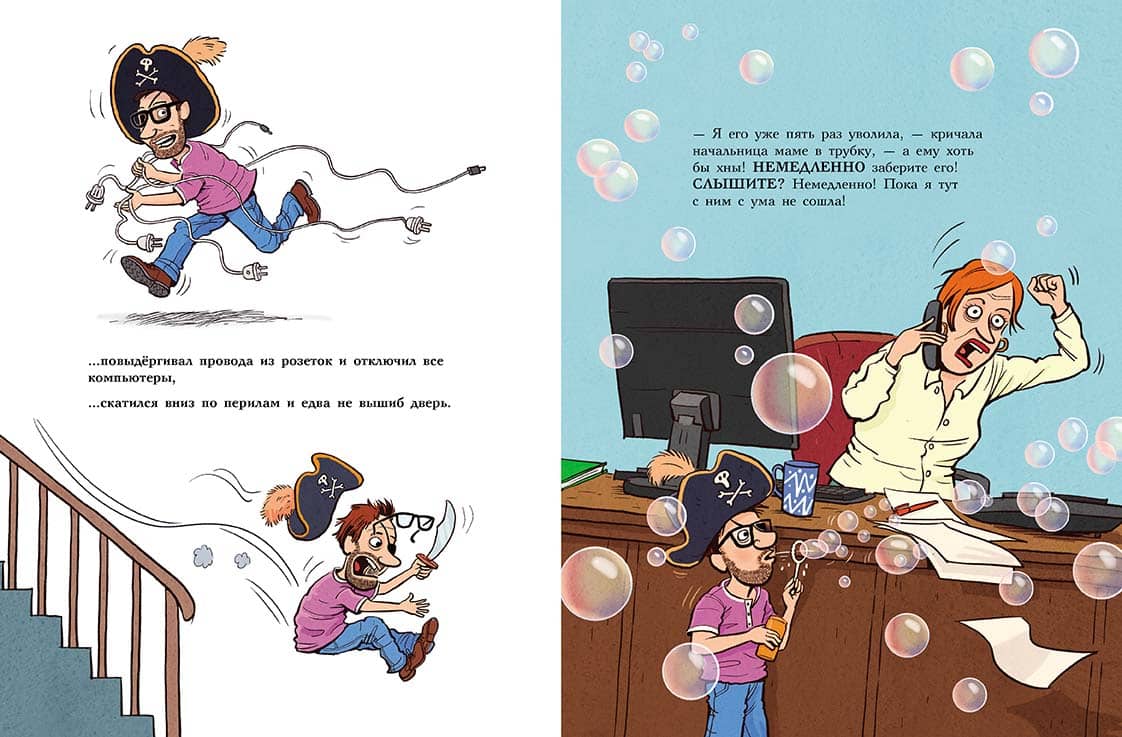 ...повыдёргивал провода из розеток и отключил все
компьютеры,
...скатился вниз по перилам и едва не вышиб дверь.
— Я его уже пять раз уволила, — кричала
начальница маме в трубку, — а ему хоть
бы хны! НЕМЕДЛЕННО заберите его!
СЛЫШИТЕ? Немедленно! Пока я тут
с ним с ума не сошла!